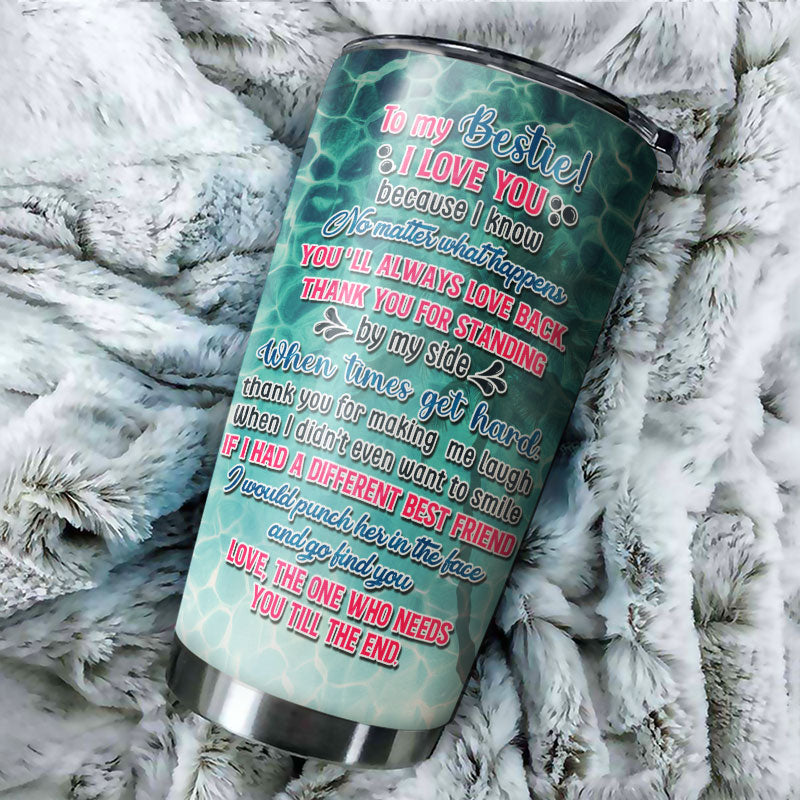 To my Bestie!
I LOVE YOU
because I know
No matter what happens
YOU'LL ALWAYS LOVE BACK
THANK YOU FOR STANDING
by my side
When times get hard.
thank you for making me laugh
When I didn't even want to smile
IF I HAD A DIFFERENT BEST FRIEND
I would punch her in the face
and go find you
LOVE, THE ONE WHO NEEDS
YOU TILL THE END.